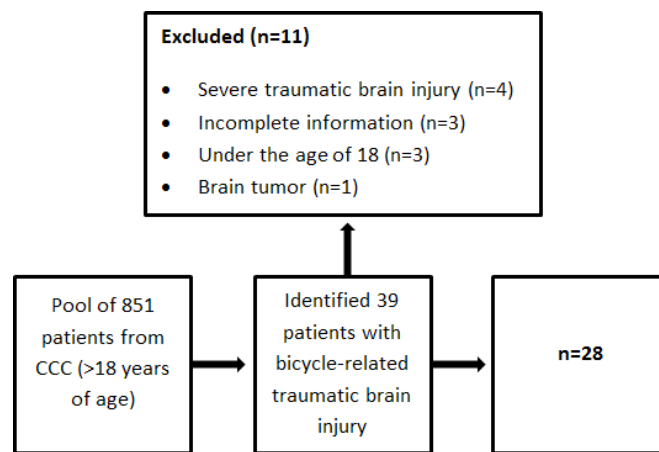 Excluded (n=11)
• Severe traumatic brain injury (n=4)
• Incomplete information (n=3)
• Under the age of 18 (n=3)
• Brain tumor (n=1)
Pool of 851
patients from
CCC (>18 years
of age)
Identified 39
patients with
bicycle-related
traumatic brain
injury
n=28